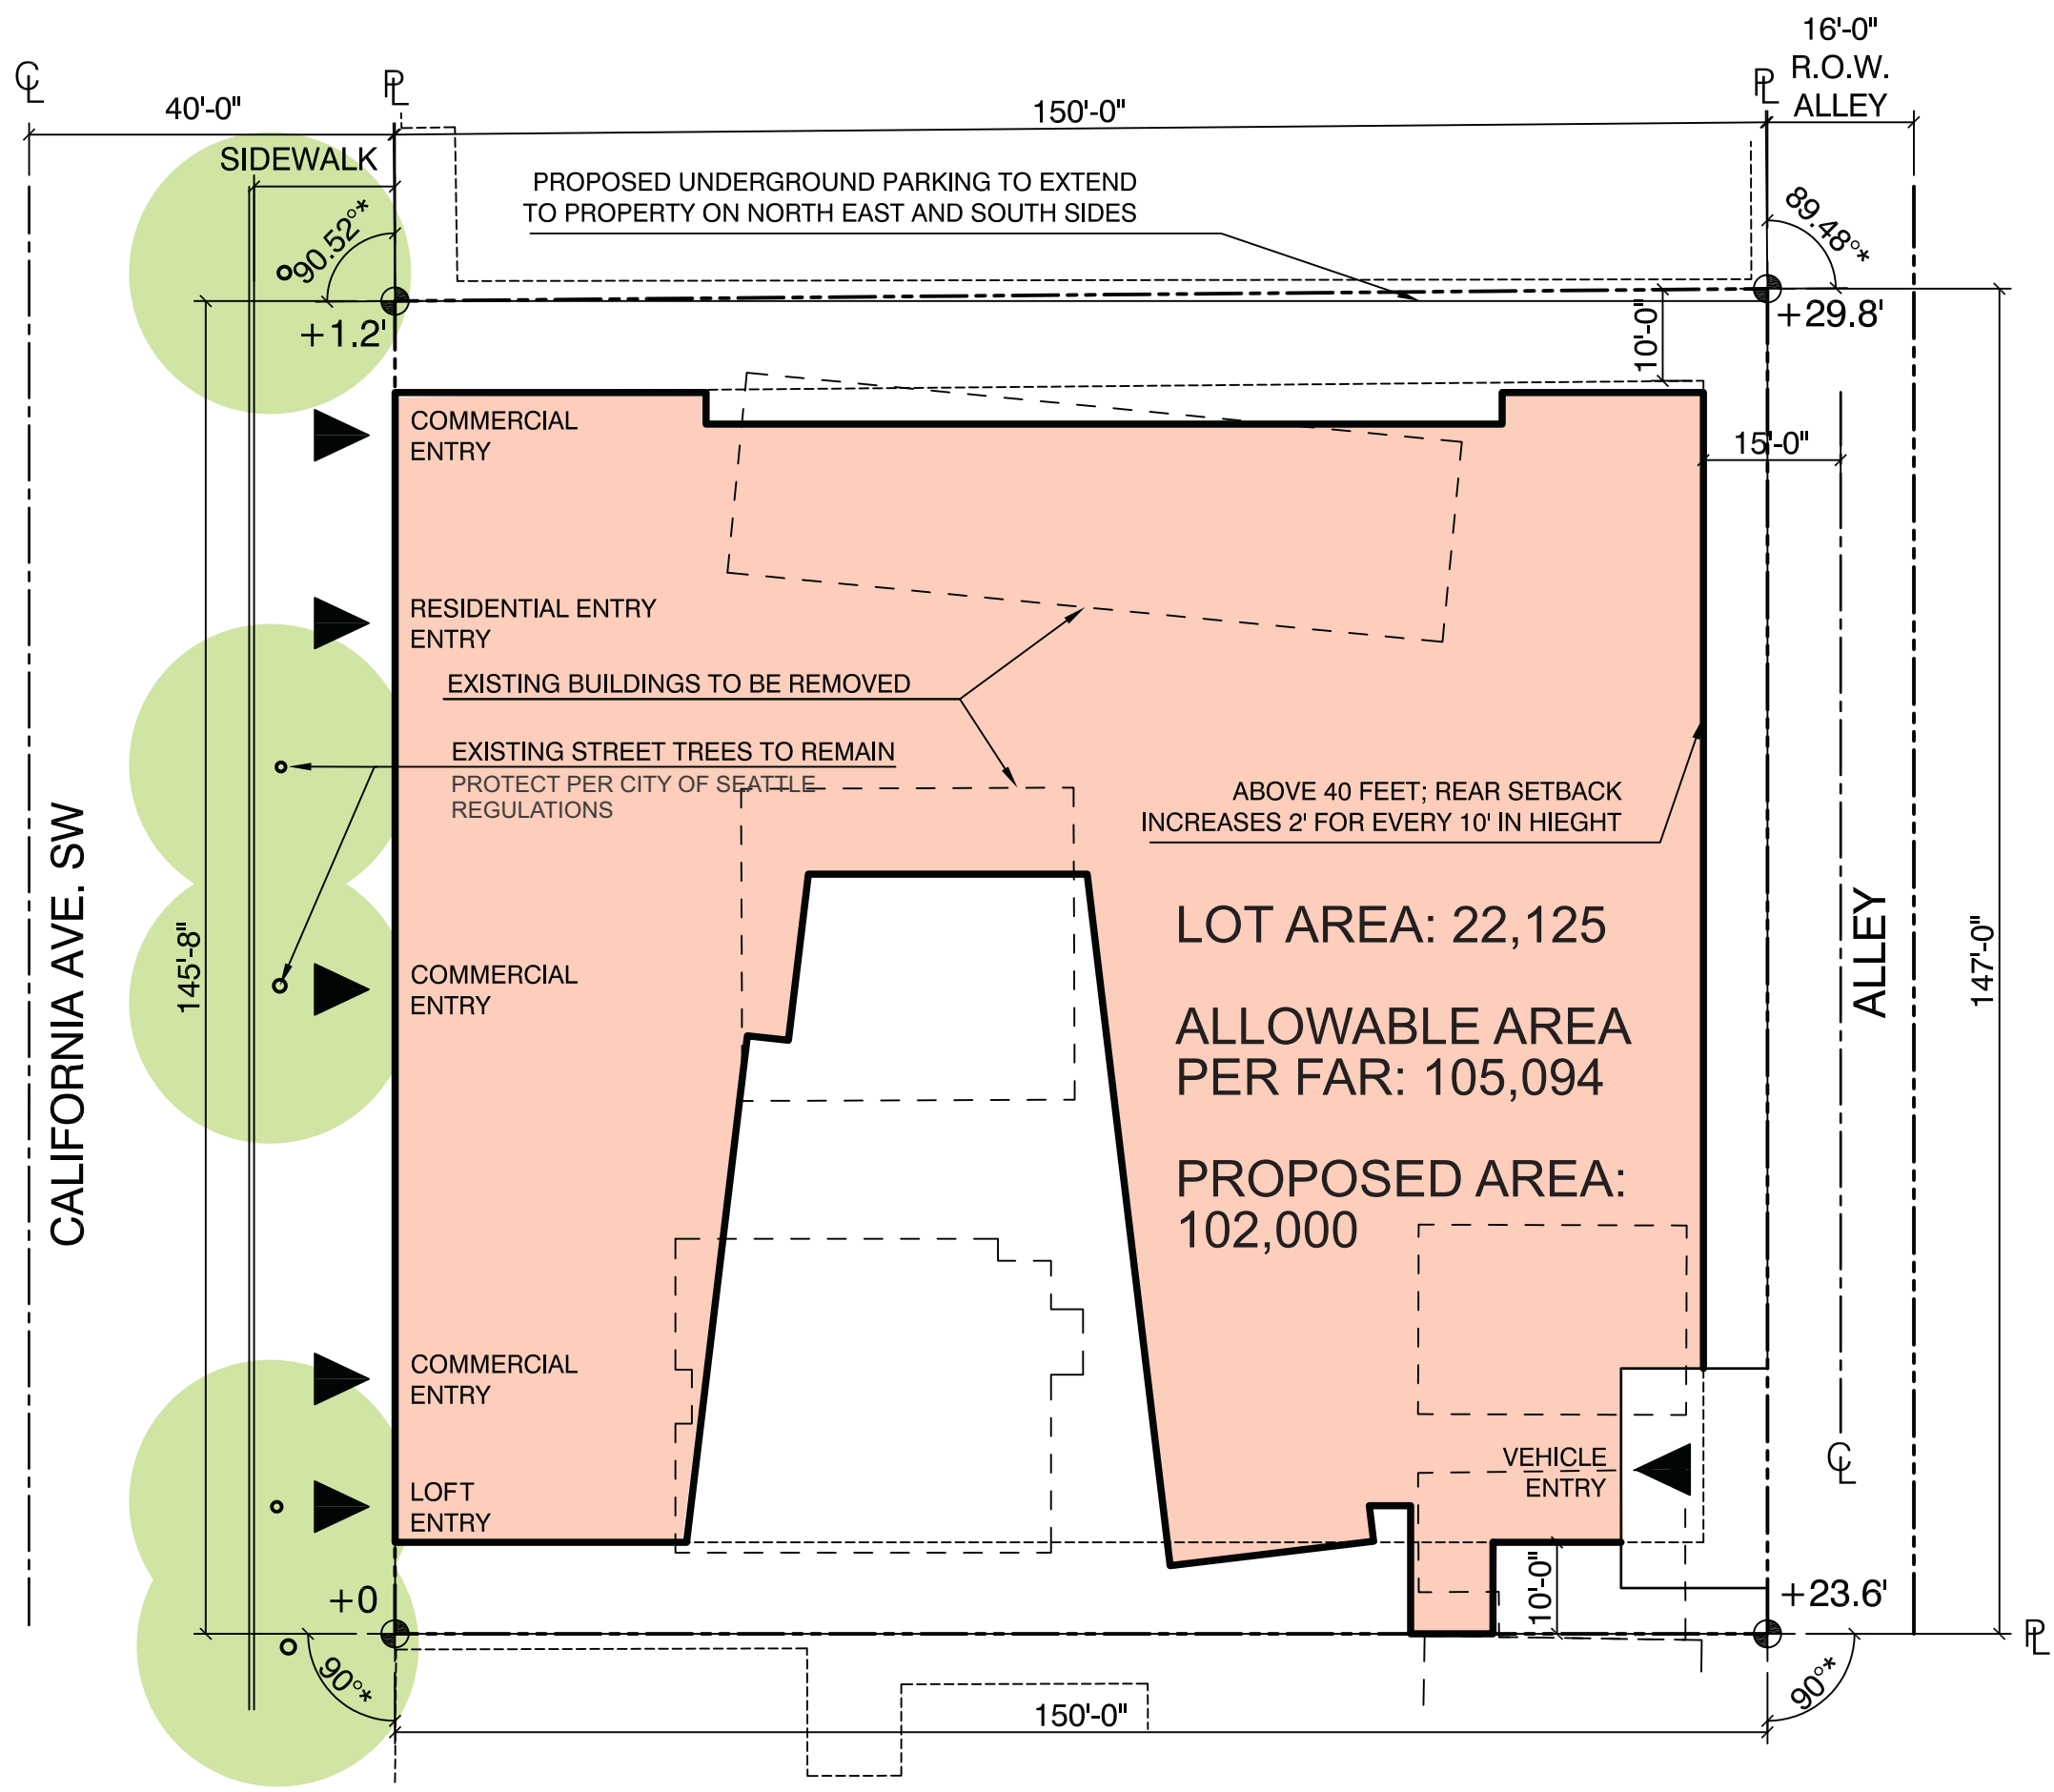 16'-0"
R.O.W.
ALLEY
CL
PL
PL
40'-0"
150'-0"
SIDEWALK
PROPOSED UNDERGROUND PARKING TO EXTEND
TO PROPERTY ON NORTH EAST AND SOUTH SIDES
90.52°*
89.48°*
+1.2'
+29.8'
10'-0"
COMMERCIAL
ENTRY
15'-0"
RESIDENTIAL ENTRY
ENTRY
EXISTING BUILDINGS TO BE REMOVED
EXISTING STREET TREES TO REMAIN
PROTECT PER CITY OF SEATTLE
REGULATIONS
ABOVE 40 FEET; REAR SETBACK
INCREASES 2' FOR EVERY 10' IN HIEGHT
CALIFORNIA AVE. SW
145'-8"
COMMERCIAL
ENTRY
LOT AREA: 22,125
ALLOWABLE AREA
PER FAR: 105,094
PROPOSED AREA:
102,000
ALLEY
147'-0"
COMMERCIAL
ENTRY
LOFT
ENTRY
VEHICLE
ENTRY
CL
10'-0"
+0
+23.6'
PL
90°*
90°*
150'-0"